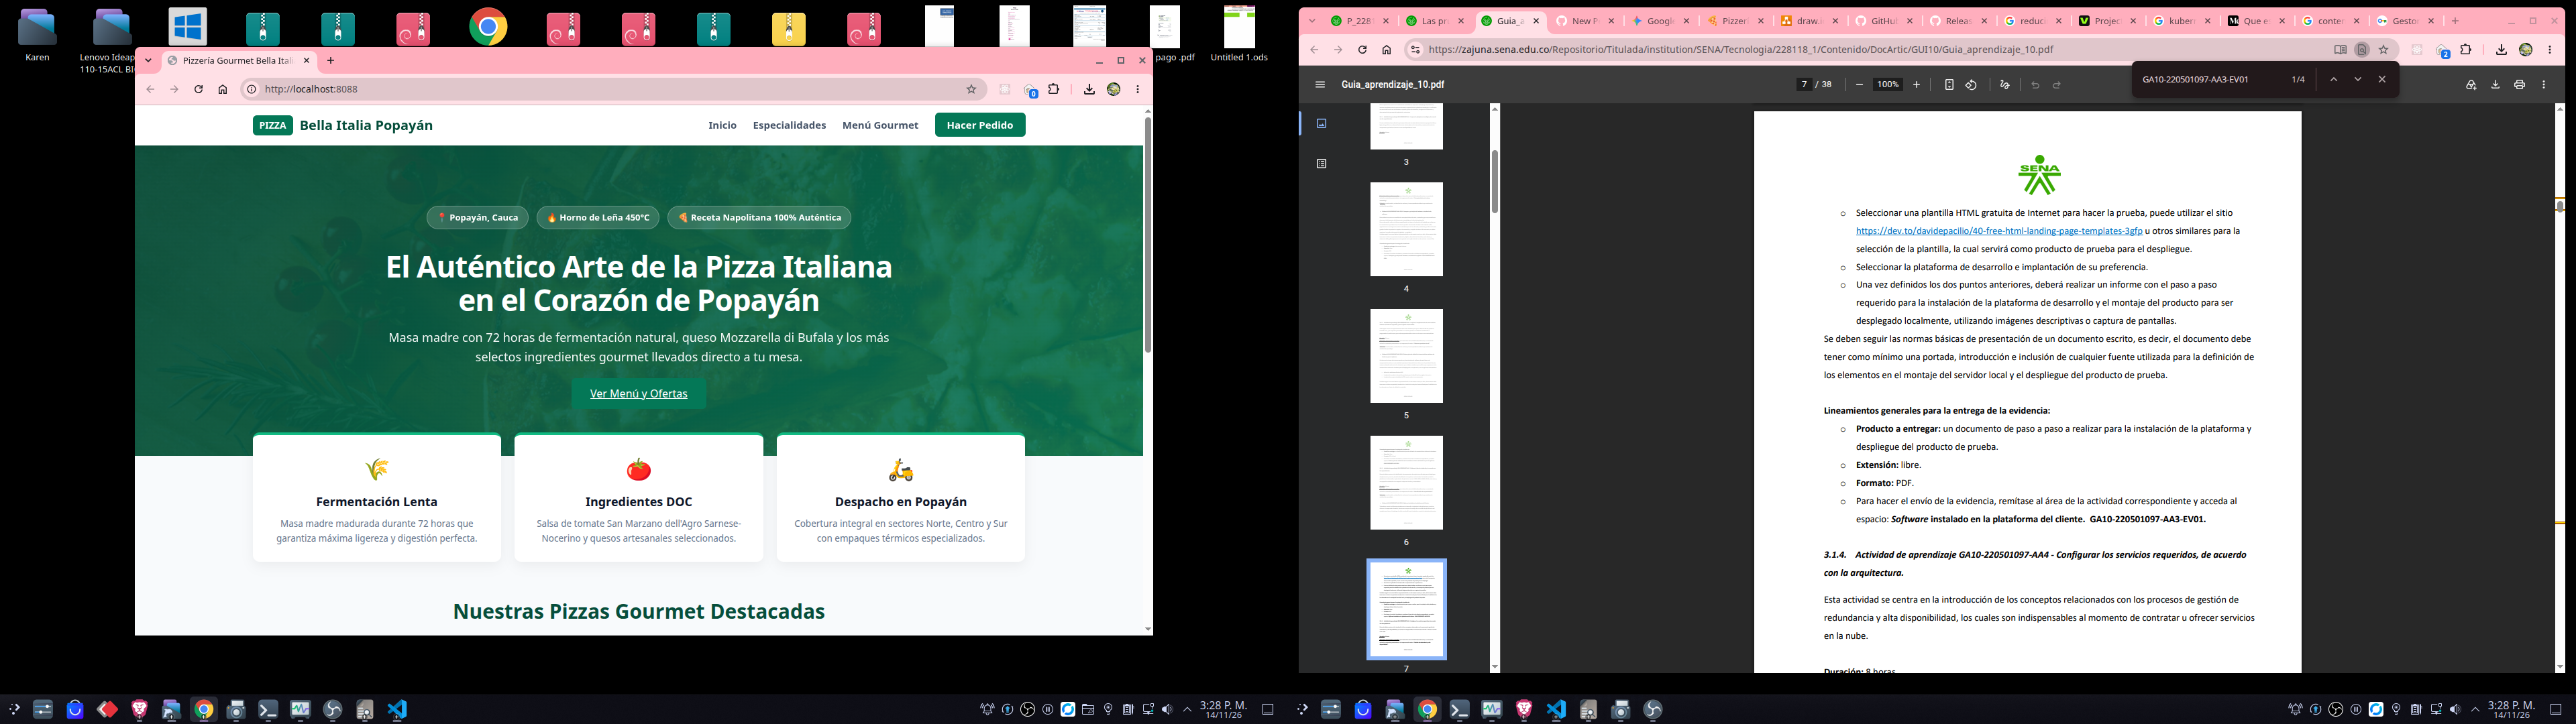 Karen
Lenovo Ideap
110-15ACL BI
pago .pdf
Untitled 1.ods
Pizzería Gourmet Bella Itali
http://localhost:8088
0
PIZZA
Bella Italia Popayán
Inicio
Especialidades
Menú Gourmet
Hacer Pedido
Popayán, Cauca
Horno de Leña 450°C
Receta Napolitana 100% Auténtica
El Auténtico Arte de la Pizza Italiana
en el Corazón de Popayán
Masa madre con 72 horas de fermentación natural, queso Mozzarella di Bufala y los más
selectos ingredientes gourmet llevados directo a tu mesa.
Ver Menú y Ofertas
Fermentación Lenta
Masa madre madurada durante 72 horas que
garantiza máxima ligereza y digestión perfecta.
Ingredientes DOC
Salsa de tomate San Marzano dell'Agro Sarnese-
Nocerino y quesos artesanales seleccionados.
Despacho en Popayán
Cobertura integral en sectores Norte, Centro y Sur
con empaques térmicos especializados.
Nuestras Pizzas Gourmet Destacadas
3:28 P. M.
14/11/26
P_2281
Las pr
Guia_a
New P
Google
Pizzeri
draw.i
GitHul
Releas
reduc
Projec
kuber
Que e
conter
Gestor
https://zajuna.sena.edu.co/Repositorio/Titulada/institution/SENA/Tecnologia/228118_1/Contenido/DocArtic/GUI10/Guia_aprendizaje_10.pdf
2
Guia_aprendizaje_10.pdf
7 / 38
100%
GA10-220501097-AA3-EV01
1/4
3
4
5
6
7
SENA
o Seleccionar una plantilla HTML gratuita de Internet para hacer la prueba, puede utilizar el sitio
https://dev.to/davidepacilio/40-free-html-landing-page-templates-3gfp u otros similares para la
selección de la plantilla, la cual servirá como producto de prueba para el despliegue.
o Seleccionar la plataforma de desarrollo e implantación de su preferencia.
o Una vez definidos los dos puntos anteriores, deberá realizar un informe con el paso a paso
requerido para la instalación de la plataforma de desarrollo y el montaje del producto para ser
desplegado localmente, utilizando imágenes descriptivas o captura de pantallas.
Se deben seguir las normas básicas de presentación de un documento escrito, es decir, el documento debe
tener como mínimo una portada, introducción e inclusión de cualquier fuente utilizada para la definición de
los elementos en el montaje del servidor local y el despliegue del producto de prueba.
Lineamientos generales para la entrega de la evidencia:
o Producto a entregar: un documento de paso a paso a realizar para la instalación de la plataforma y
despliegue del producto de prueba.
o Extensión: libre.
o Formato: PDF.
o Para hacer el envío de la evidencia, remítase al área de la actividad correspondiente y acceda al
espacio: Software instalado en la plataforma del cliente. GA10-220501097-AA3-EV01.
3.1.4. Actividad de aprendizaje GA10-220501097-AA4 - Configurar los servicios requeridos, de acuerdo
con la arquitectura.
Esta actividad se centra en la introducción de los conceptos relacionados con los procesos de gestión de
redundancia y alta disponibilidad, los cuales son indispensables al momento de contratar u ofrecer servicios
en la nube.
Duración: 8 horas
3:28 P. M.
14/11/26